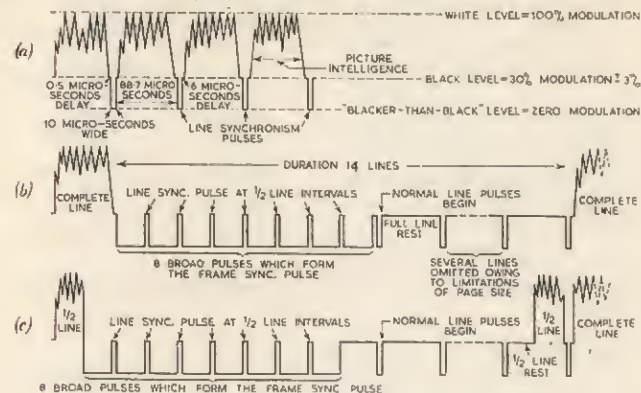 WHITE LEVEL=100% MODULATION
(a)
PICTURE
INTELLIGENCE
0·5 MICRO-
SECONDS
DELAY
88·7 MICRO
SECONDS
6 MICRO-
SECONDS
DELAY
BLACK LEVEL=30% MODULATION ± 3%
"BLACKER-THAN-BLACK" LEVEL=ZERO MODULATION
10 MICRO-SECONDS
WIDE
LINE SYNCHRONISM
PULSES
DURATION 14 LINES
(b)
COMPLETE
LINE
LINE SYNC. PULSE AT 1/2 LINE INTERVALS
NORMAL LINE PULSES
BEGIN
COMPLETE
LINE
FULL LINE
REST
8 BROAD PULSES WHICH FORM
THE FRAME SYNC. PULSE
SEVERAL LINES
OMITTED OWING
TO LIMITATIONS
OF PAGE SIZE
(c)
1/2
LINE
LINE SYNC. PULSE AT 1/2 LINE INTERVALS
NORMAL LINE PULSES
BEGIN
1/2
LINE
COMPLETE
LINE
1/2 LINE
REST
8 BROAD PULSES WHICH FORM THE FRAME SYNC PULSE